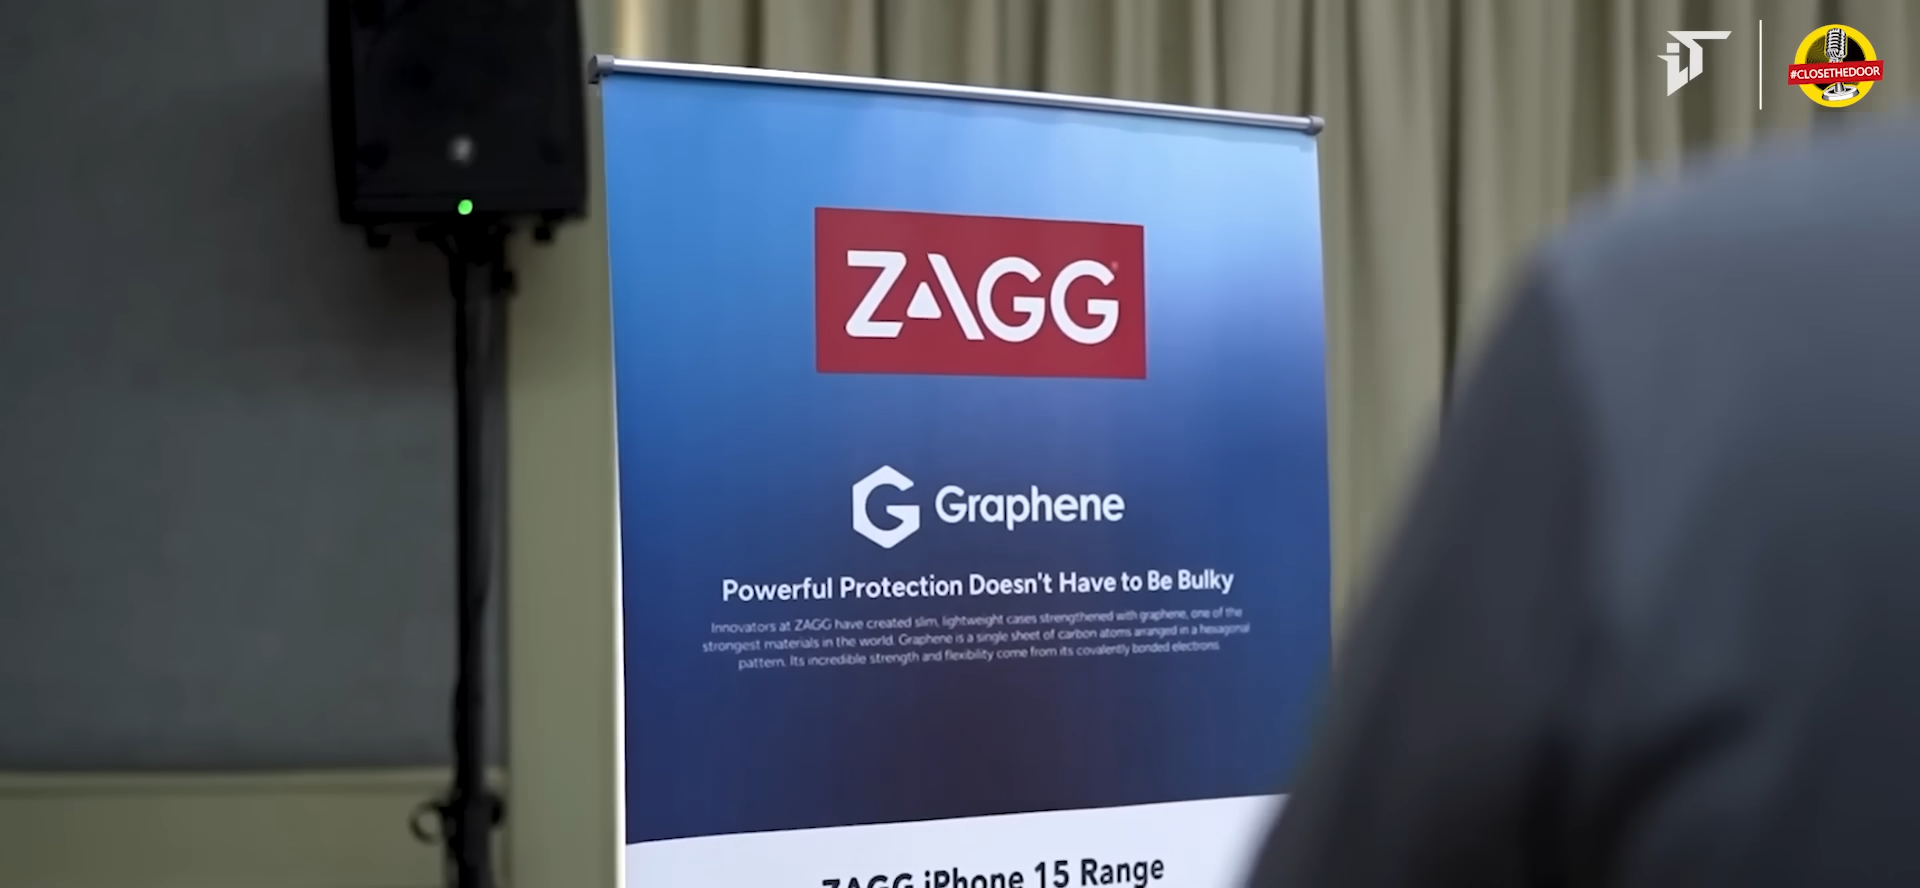 #CLOSETHEDOOR
ZAGG
G Graphene
Powerful Protection Doesn't Have to Be Bulky
Innovators at ZAGG have created slim, lightweight cases strengthened with graphene, one of the
strongest materials in the world. Graphene is a single sheet of carbon atoms arranged in a hexagonal
pattern. Its incredible strength and flexibility come from its covalently bonded electrons.
ZAGG iPhone 15 Range